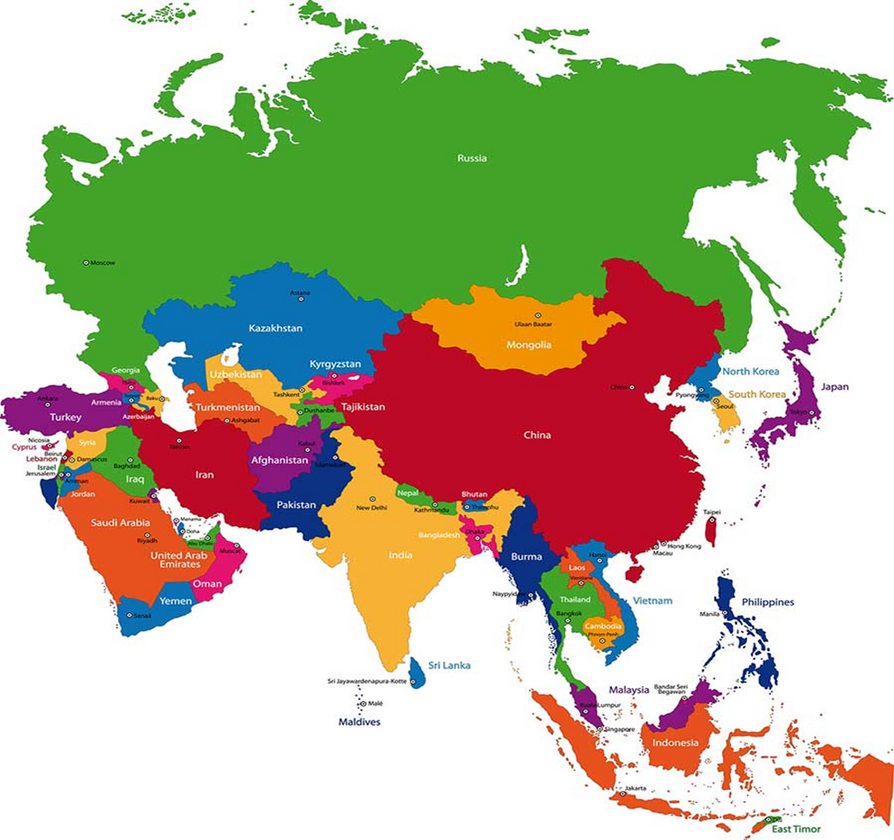 Russia
Moscow
Astana
Kazakhstan
Ulaan Baatar
Mongolia
Georgia
Kyrgyzstan
Bishkek
Uzbekistan
Tashkent
North Korea
Pyongyang
South Korea
Seoul
Japan
Tokyo
China
Ankara
Turkey
Armenia
Baku
Azerbaijan
Turkmenistan
Ashgabat
Dushanbe
Tajikistan
China
Nicosia
Cyprus
Syria
Beirut
Lebanon
Damascus
Israel
Jerusalem
Amman
Jordan
Baghdad
Iraq
Kuwait
Tehran
Iran
Kabul
Afghanistan
Islamabad
Pakistan
New Delhi
Nepal
Kathmandu
Bhutan
Thimphu
Bangladesh
Dhaka
India
Saudi Arabia
Riyadh
Manama
Doha
Abu Dhabi
United Arab
Emirates
Muscat
Oman
Yemen
Sanaá
Burma
Naypyidaw
Hanoi
Laos
Vientiane
Thailand
Bangkok
Cambodia
Phnom Penh
Vietnam
Taipei
Hong Kong
Macau
Philippines
Manila
Sri Lanka
Sri Jayawardenapura-Kotte
Malé
Maldives
Malaysia
Bandar Seri
Begawan
Kuala Lumpur
Singapore
Indonesia
Jakarta
East Timor